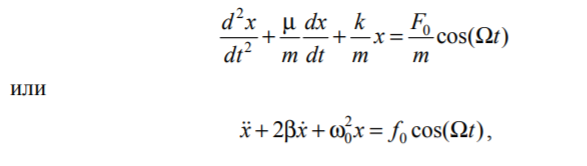 d²x/dt² + μ/m dx/dt + k/m x = F₀/m cos(Ωt)
или
ẍ + 2βẋ + ω₀²x = f₀ cos(Ωt),